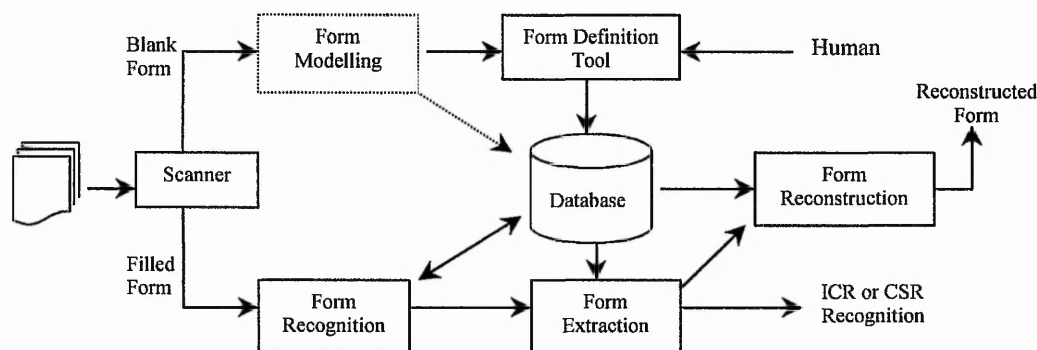 Blank
Form
Form
Modelling
Form Definition
Tool
Human
Reconstructed
Form
Scanner
Database
Form
Reconstruction
Filled
Form
Form
Recognition
Form
Extraction
ICR or CSR
Recognition